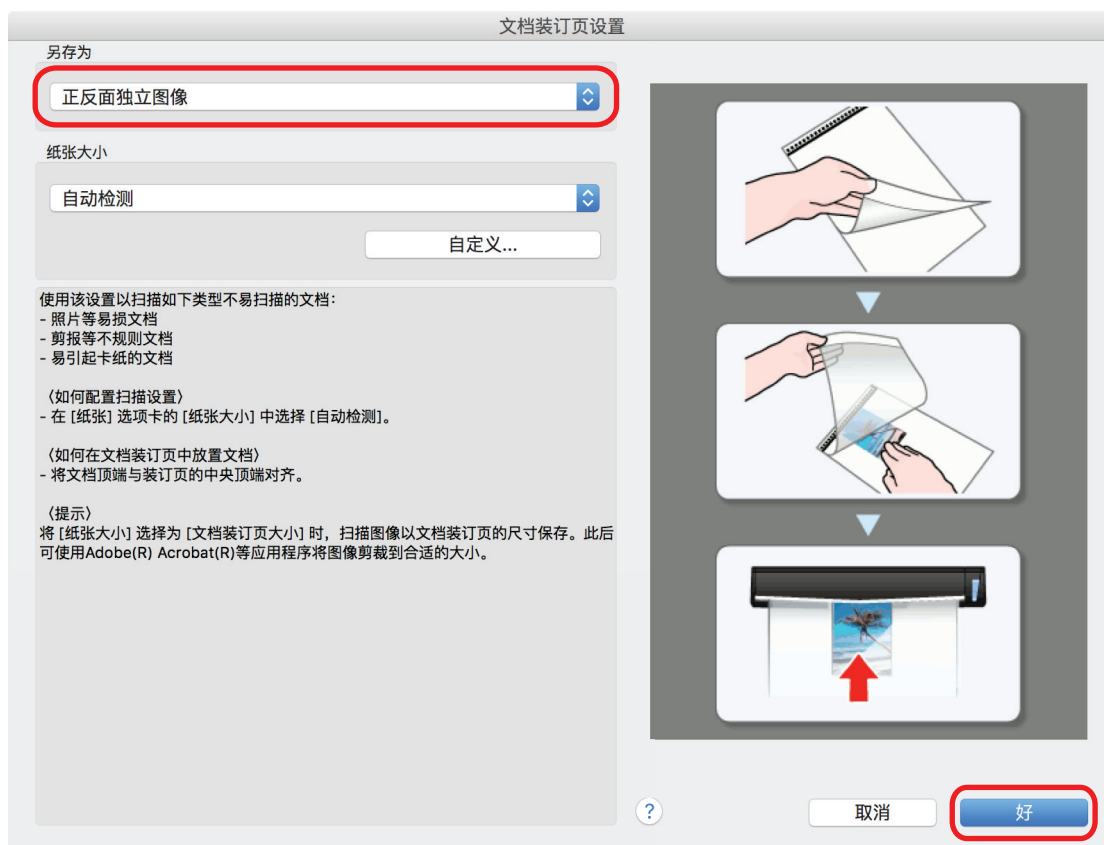 文档装订页设置
另存为
正反面独立图像
纸张大小
自动检测
自定义...
使用该设置以扫描如下类型不易扫描的文档：
- 照片等易损文档
- 剪报等不规则文档
- 易引起卡纸的文档
〈如何配置扫描设置〉
- 在 [纸张] 选项卡的 [纸张大小] 中选择 [自动检测]。
〈如何在文档装订页中放置文档〉
- 将文档顶端与装订页的中央顶端对齐。
〈提示〉
将 [纸张大小] 选择为 [文档装订页大小] 时，扫描图像以文档装订页的尺寸保存。此后
可使用Adobe(R) Acrobat(R)等应用程序将图像剪裁到合适的大小。
?
取消
好